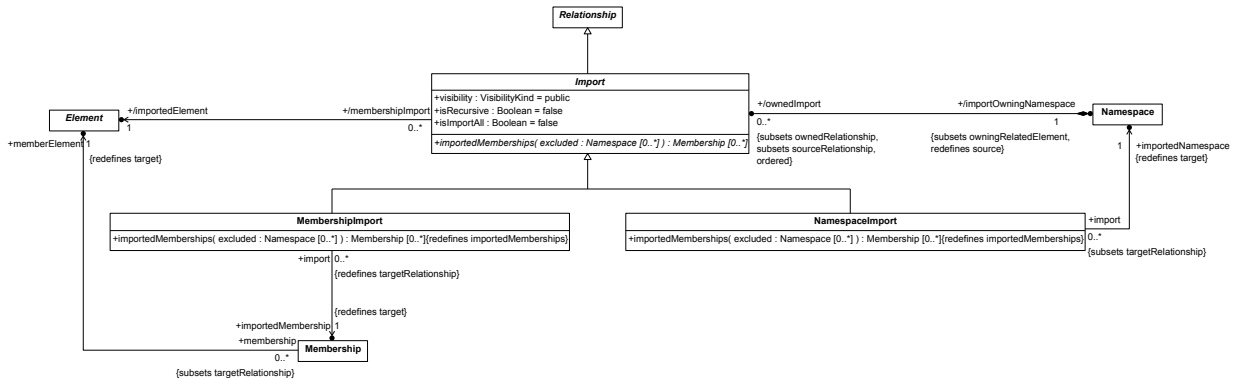 Relationship
Import
+visibility : VisibilityKind = public
+isRecursive : Boolean = false
+isImportAll : Boolean = false
+importedMemberships( excluded : Namespace [0..*] ) : Membership [0..*]
Element
+/importedElement
1
+/membershipImport
0..*
+/ownedImport
0..*
{subsets ownedRelationship,
subsets sourceRelationship,
ordered}
+/importOwningNamespace
1
{subsets owningRelatedElement,
redefines source}
Namespace
+memberElement 1
{redefines target}
1
+importedNamespace
{redefines target}
MembershipImport
+importedMemberships( excluded : Namespace [0..*] ) : Membership [0..*]{redefines importedMemberships}
NamespaceImport
+importedMemberships( excluded : Namespace [0..*] ) : Membership [0..*]{redefines importedMemberships}
+import
0..*
{subsets targetRelationship}
+import 0..*
{redefines targetRelationship}
{redefines target}
+importedMembership 1
+membership
0..*
{subsets targetRelationship}
Membership